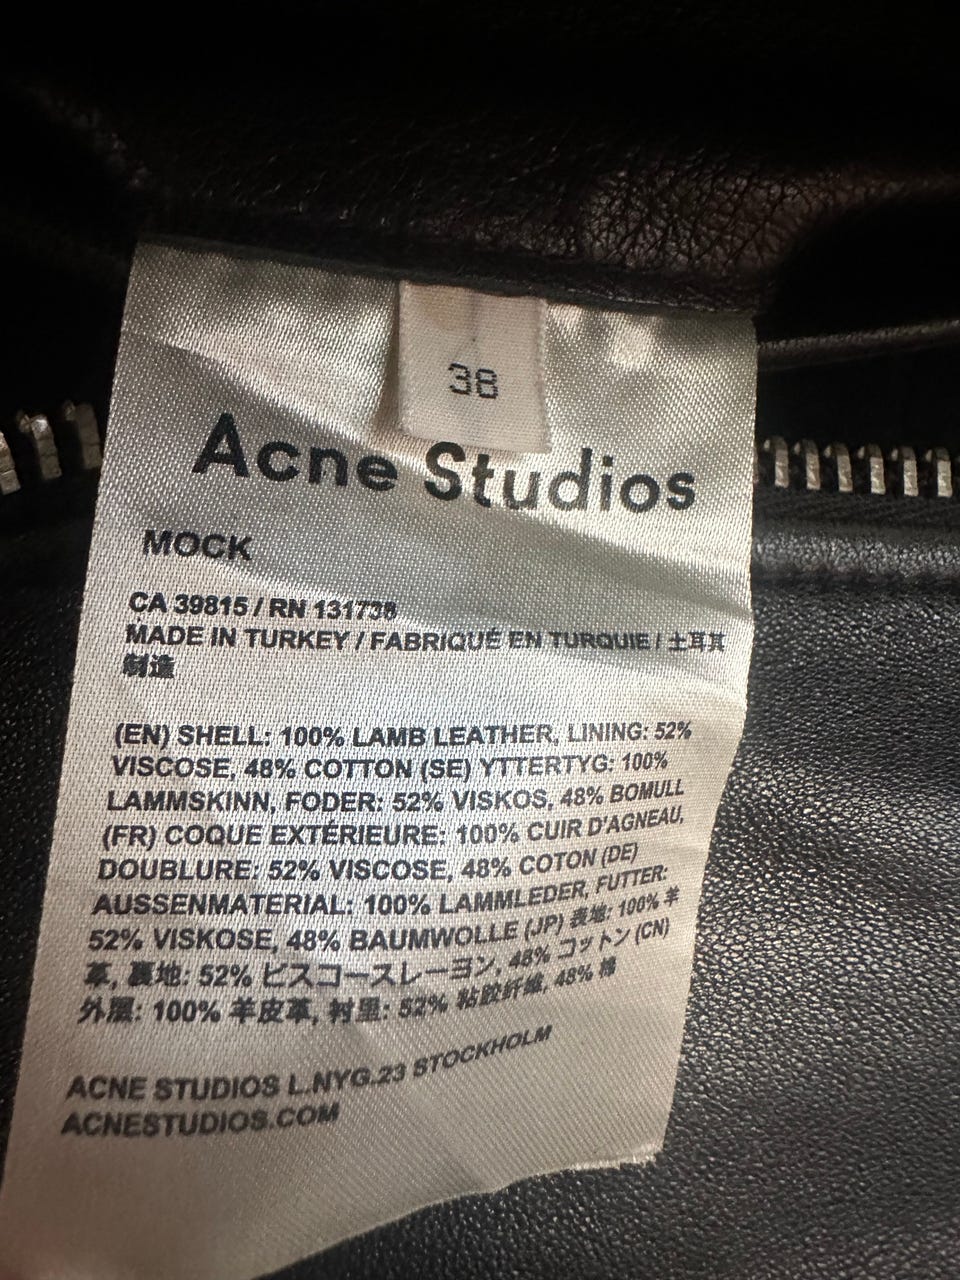 38
Acne Studios
MOCK
CA 39815 / RN 131738
MADE IN TURKEY / FABRIQUÉ EN TURQUIE / 土耳其
制造
(EN) SHELL: 100% LAMB LEATHER, LINING: 52%
VISCOSE, 48% COTTON (SE) YTTERTYG: 100%
LAMMSKINN, FODER: 52% VISKOS, 48% BOMULL
(FR) COQUE EXTÉRIEURE: 100% CUIR D'AGNEAU,
DOUBLURE: 52% VISCOSE, 48% COTON (DE)
AUSSENMATERIAL: 100% LAMMLEDER, FUTTER:
52% VISKOSE, 48% BAUMWOLLE (JP) 表地: 100% 羊
革, 裏地: 52% ビスコースレーヨン, 48% コットン (CN)
外層: 100% 羊皮革, 衬里: 52% 粘胶纤维, 48% 棉
ACNE STUDIOS L.NYG.23 STOCKHOLM
ACNESTUDIOS.COM